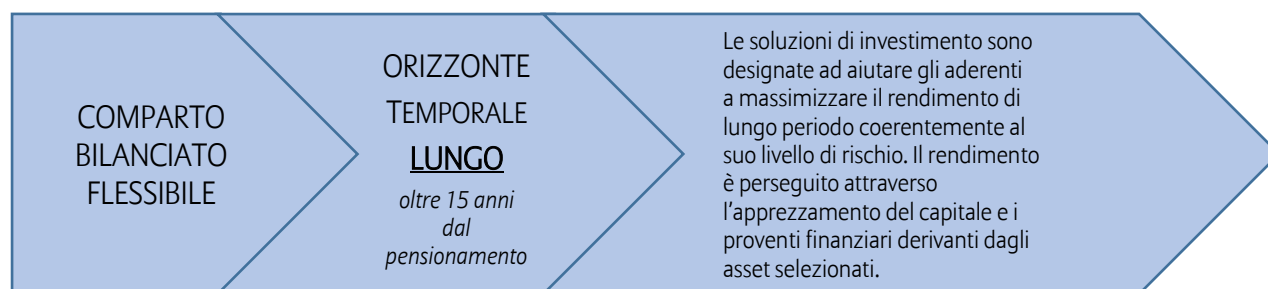 COMPARTO
BILANCIATO
FLESSIBILE
ORIZZONTE
TEMPORALE
LUNGO
oltre 15 anni
dal
pensionamento
Le soluzioni di investimento sono
designate ad aiutare gli aderenti
a massimizzare il rendimento di
lungo periodo coerentemente al
suo livello di rischio. Il rendimento
è perseguito attraverso
l'apprezzamento del capitale e i
proventi finanziari derivanti dagli
asset selezionati.